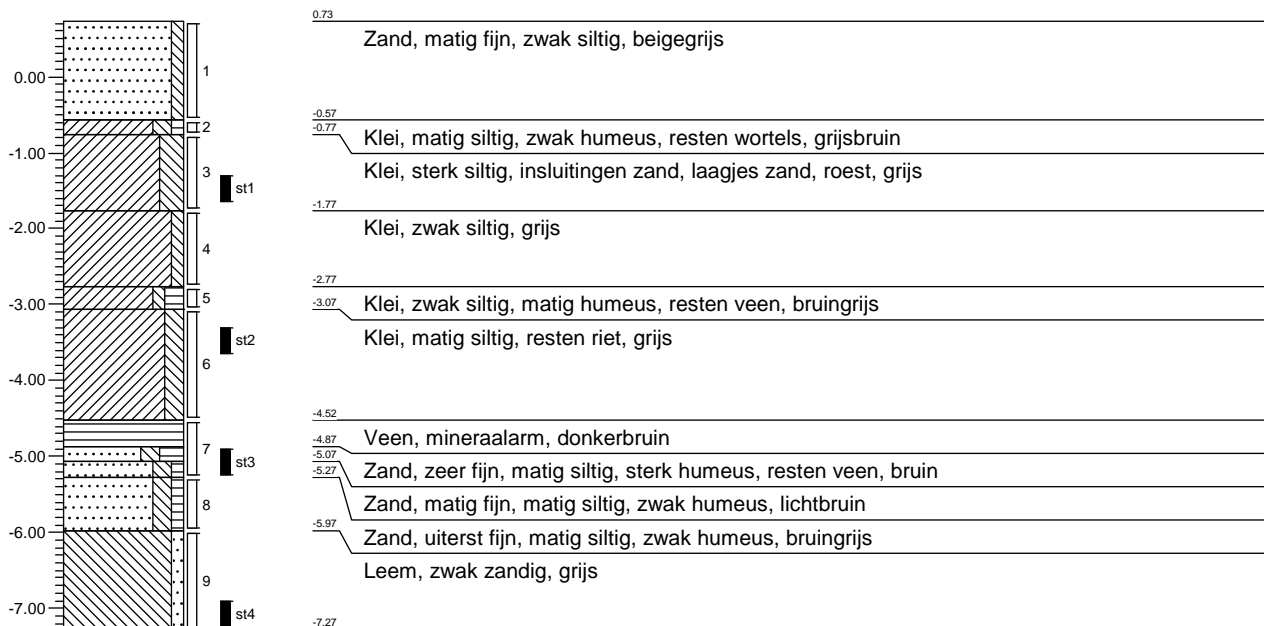 0.73
Zand, matig fijn, zwak siltig, beigegrijs
0.00
1
-0.57
2
-0.77
Klei, matig siltig, zwak humeus, resten wortels, grijsbruin
-1.00
3
Klei, sterk siltig, insluitingen zand, laagjes zand, roest, grijs
st1
-1.77
-2.00
Klei, zwak siltig, grijs
4
-2.77
5
-3.00
-3.07
Klei, zwak siltig, matig humeus, resten veen, bruingrijs
st2
Klei, matig siltig, resten riet, grijs
6
-4.00
-4.52
-4.87
Veen, mineraalarm, donkerbruin
7
-5.00
-5.07
st3
Zand, zeer fijn, matig siltig, sterk humeus, resten veen, bruin
-5.27
8
Zand, matig fijn, matig siltig, zwak humeus, lichtbruin
-6.00
-5.97
Zand, uiterst fijn, matig siltig, zwak humeus, bruingrijs
9
Leem, zwak zandig, grijs
-7.00
st4
-7.27